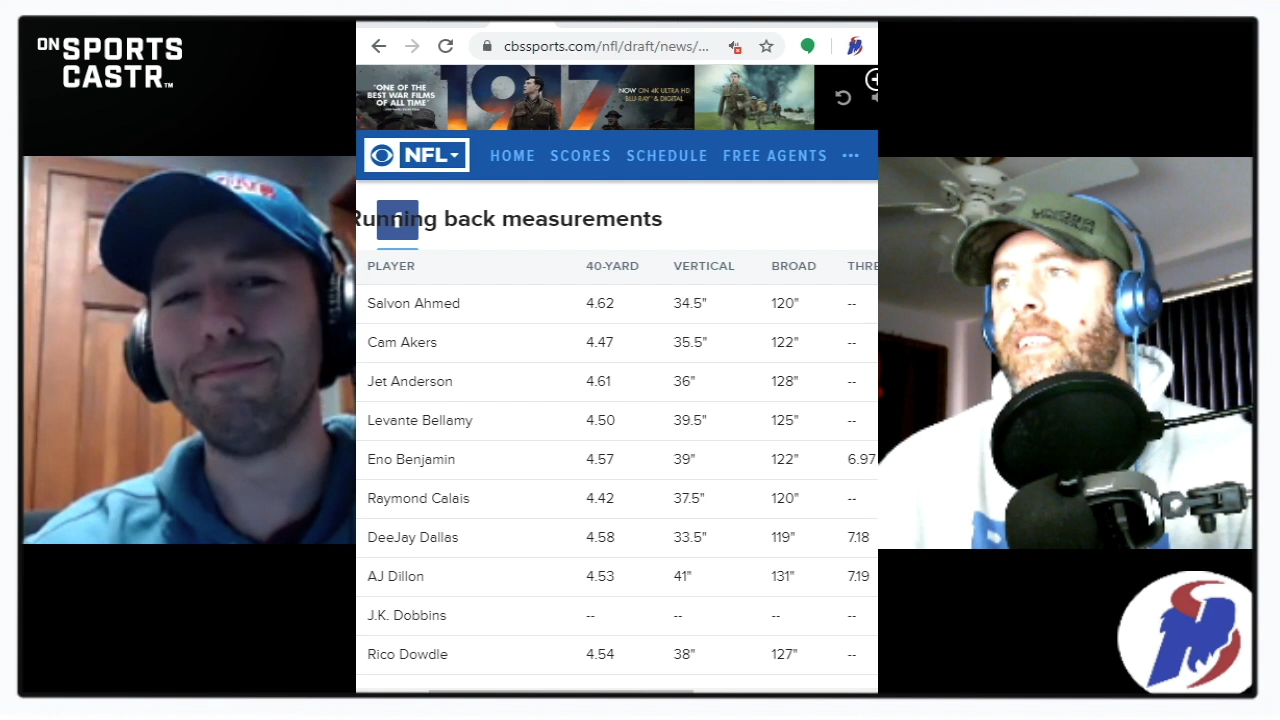 ON SPORTS
CASTR™
cbssports.com/nfl/draft/news/...
"ONE OF THE
BEST WAR FILMS
OF ALL TIME"
1917
NOW ON 4K ULTRA HD
BLU-RAY & DIGITAL
NFL HOME SCORES SCHEDULE FREE AGENTS ...
Running back measurements
PLAYER 40-YARD VERTICAL BROAD THRE
Salvon Ahmed 4.62 34.5" 120" --
Cam Akers 4.47 35.5" 122" --
Jet Anderson 4.61 36" 128" --
Levante Bellamy 4.50 39.5" 125" --
Eno Benjamin 4.57 39" 122" 6.97
Raymond Calais 4.42 37.5" 120" --
DeeJay Dallas 4.58 33.5" 119" 7.18
AJ Dillon 4.53 41" 131" 7.19
J.K. Dobbins -- -- -- --
Rico Dowdle 4.54 38" 127" --